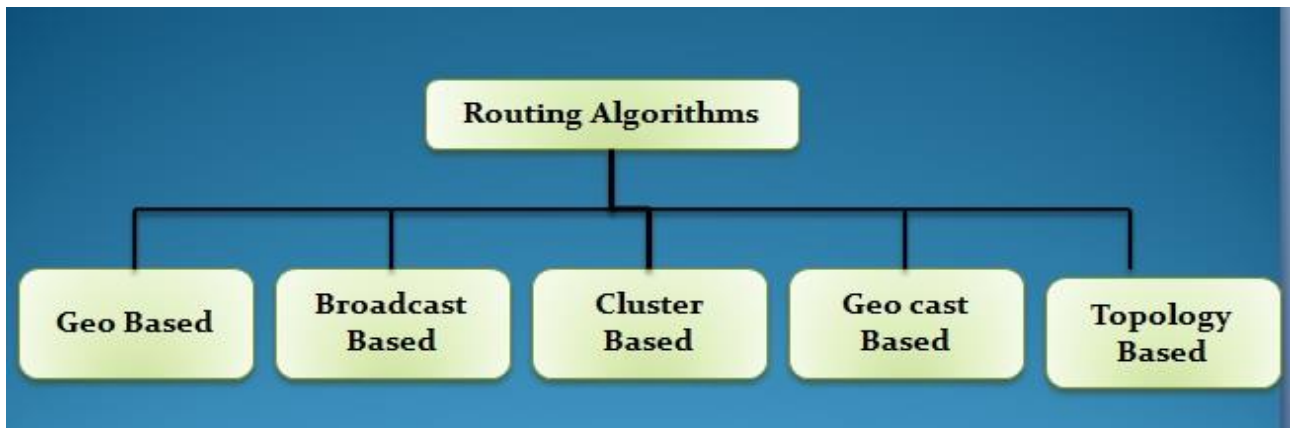 Routing Algorithms
Geo Based
Broadcast
Based
Cluster
Based
Geo cast
Based
Topology
Based